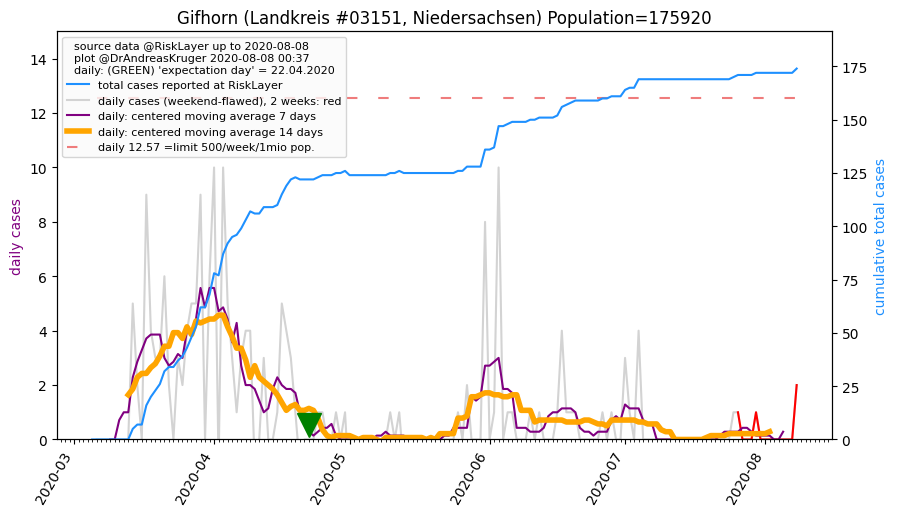 Gifhorn (Landkreis #03151, Niedersachsen) Population=175920
source data @RiskLayer up to 2020-08-08
plot @DrAndreasKruger 2020-08-08 00:37
daily: (GREEN) 'expectation day' = 22.04.2020
total cases reported at RiskLayer
daily cases (weekend-flawed), 2 weeks: red
daily: centered moving average 7 days
daily: centered moving average 14 days
daily 12.57 =limit 500/week/1mio pop.
daily cases
14
12
10
8
6
4
2
0
cumulative total cases
175
150
125
100
75
50
25
0
2020-03
2020-04
2020-05
2020-06
2020-07
2020-08